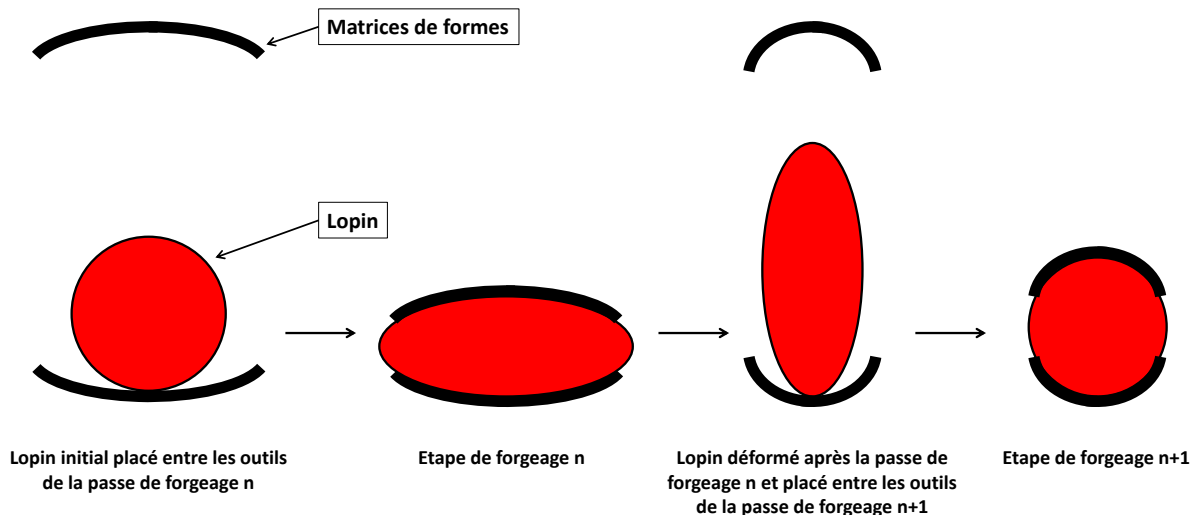 Matrices de formes
Lopin
Lopin initial placé entre les outils
de la passe de forgeage n
Etape de forgeage n
Lopin déformé après la passe de
forgeage n et placé entre les outils
de la passe de forgeage n+1
Etape de forgeage n+1